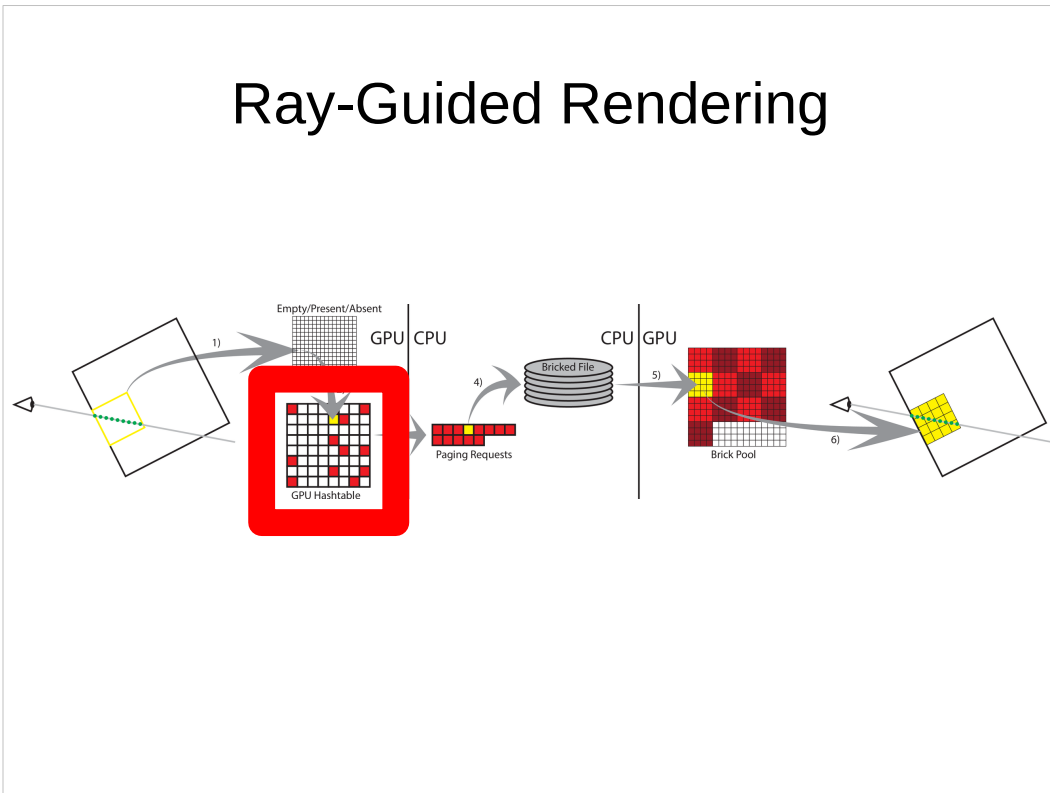 Ray-Guided Rendering
Empty/Present/Absent
1)
GPU CPU
CPU GPU
Bricked File
4)
5)
Paging Requests
Brick Pool
6)
GPU Hashtable